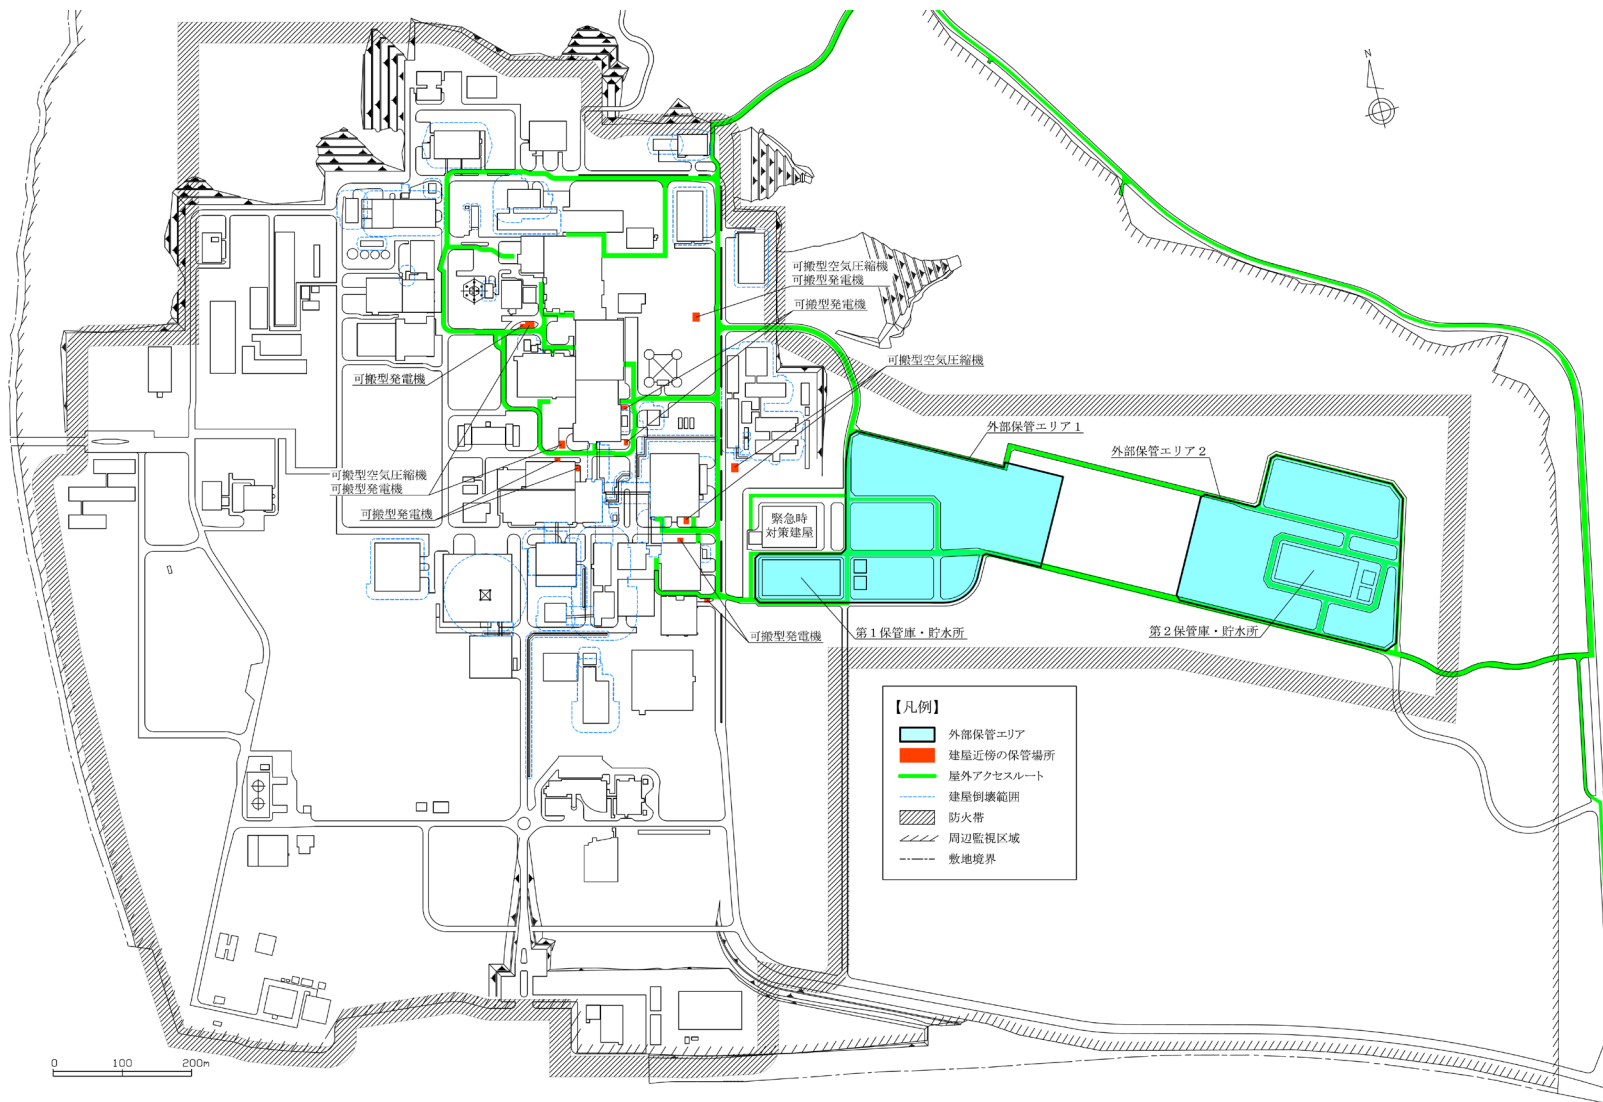 N
可搬型空気圧縮機
可搬型発電機
可搬型発電機
可搬型空気圧縮機
可搬型発電機
外部保管エリア1
外部保管エリア2
可搬型空気圧縮機
可搬型発電機
可搬型発電機
緊急時
対策建屋
可搬型発電機
第1保管庫・貯水所
第2保管庫・貯水所
【凡例】
外部保管エリア
建屋近傍の保管場所
屋外アクセスルート
建屋倒壊範囲
防火帯
周辺監視区域
敷地境界
0 100 200m